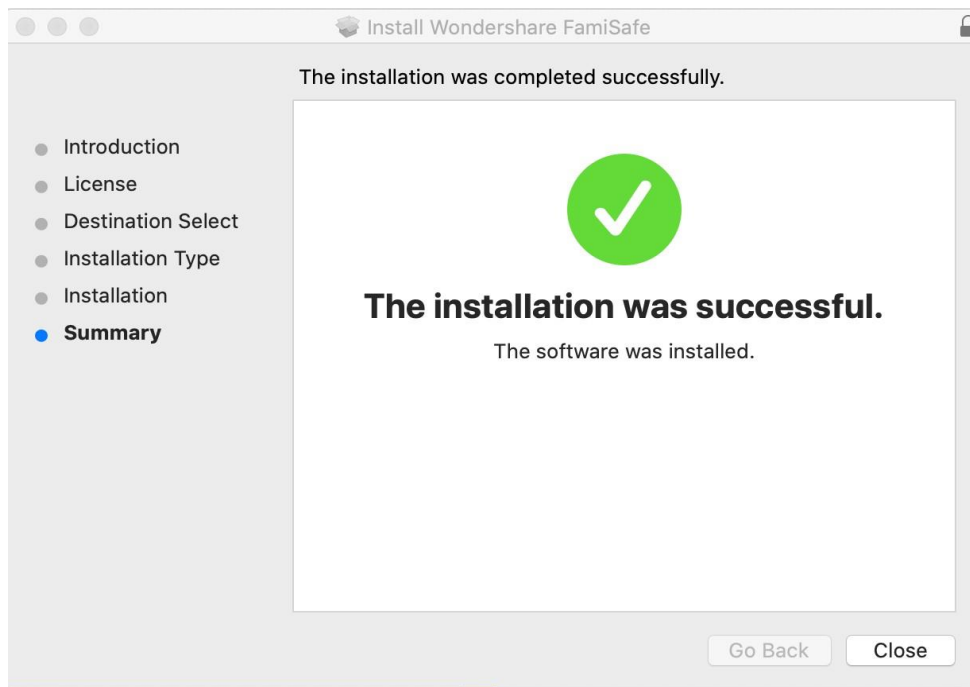 Install Wondershare FamiSafe
The installation was completed successfully.
Introduction
License
Destination Select
Installation Type
Installation
Summary
The installation was successful.
The software was installed.
Go Back
Close